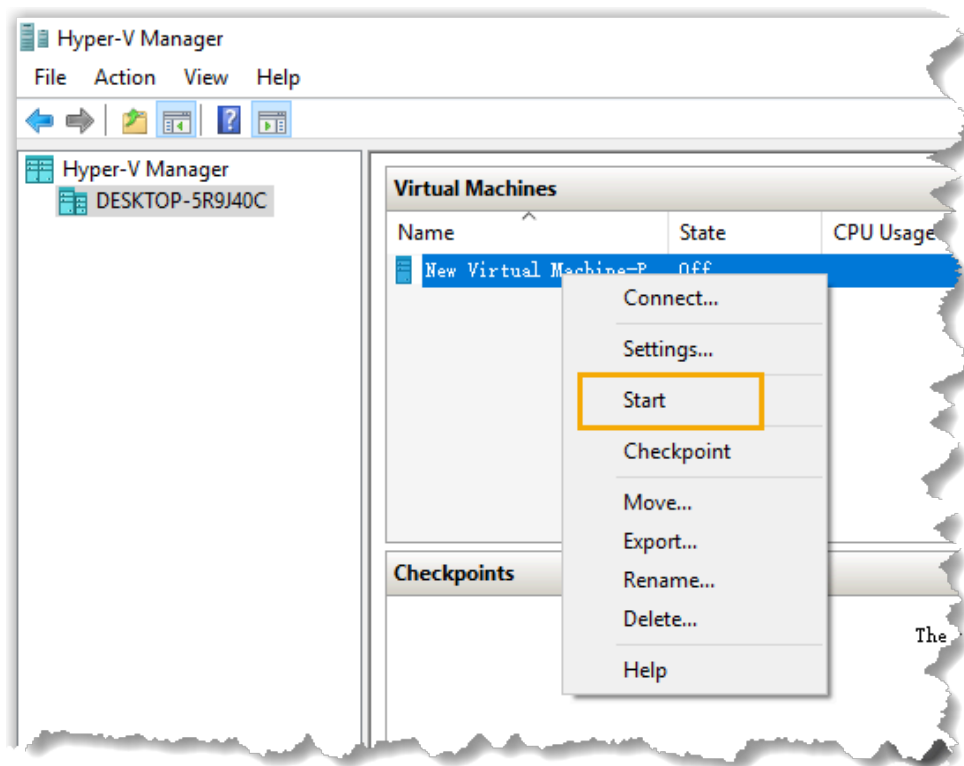 Hyper-V Manager
File Action View Help
Hyper-V Manager
DESKTOP-5R9J40C
Virtual Machines
Name State CPU Usage
New Virtual Machine-P Off
Connect...
Settings...
Start
Checkpoint
Move...
Export...
Rename...
Delete...
Help
Checkpoints
The